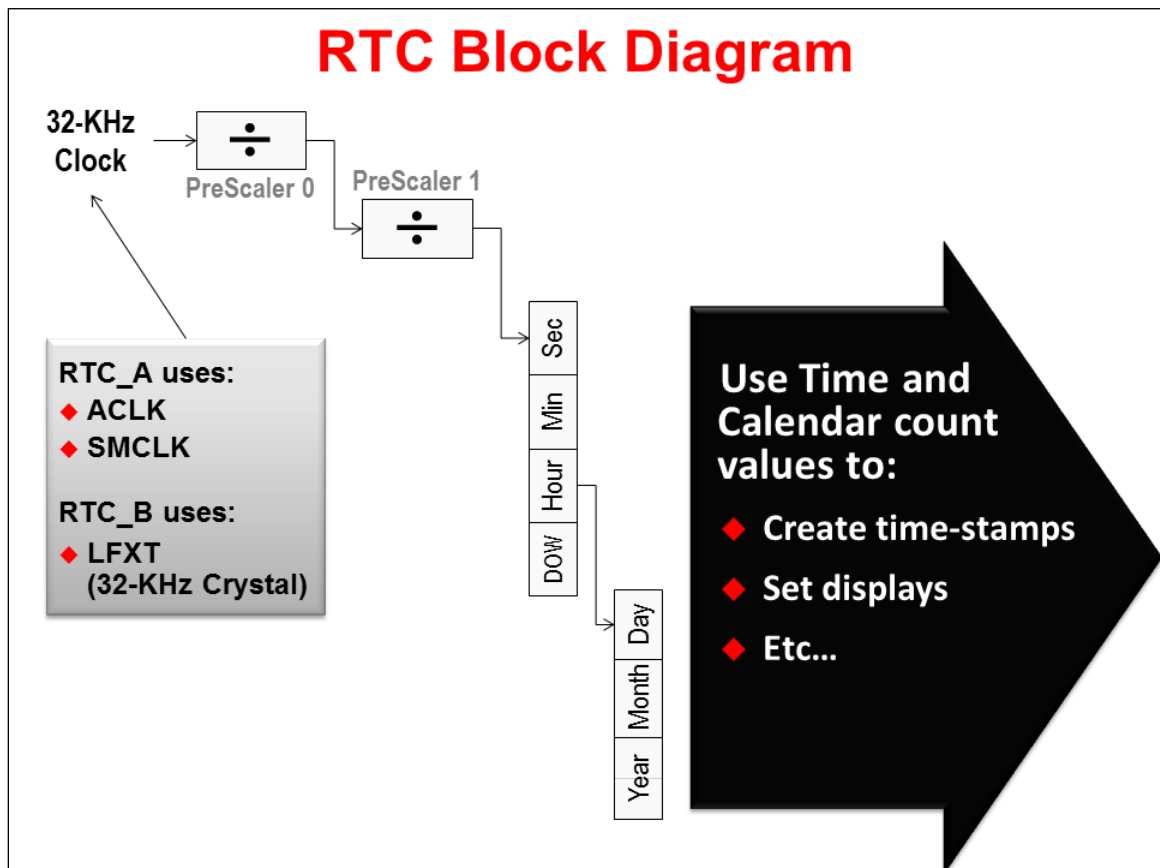 RTC Block Diagram
32-KHz
Clock
÷
PreScaler 0
PreScaler 1
÷
Sec
Min
Hour
DOW
Day
Month
Year
RTC_A uses:
◆ ACLK
◆ SMCLK
RTC_B uses:
◆ LFXT
(32-KHz Crystal)
Use Time and
Calendar count
values to:
◆ Create time-stamps
◆ Set displays
◆ Etc...